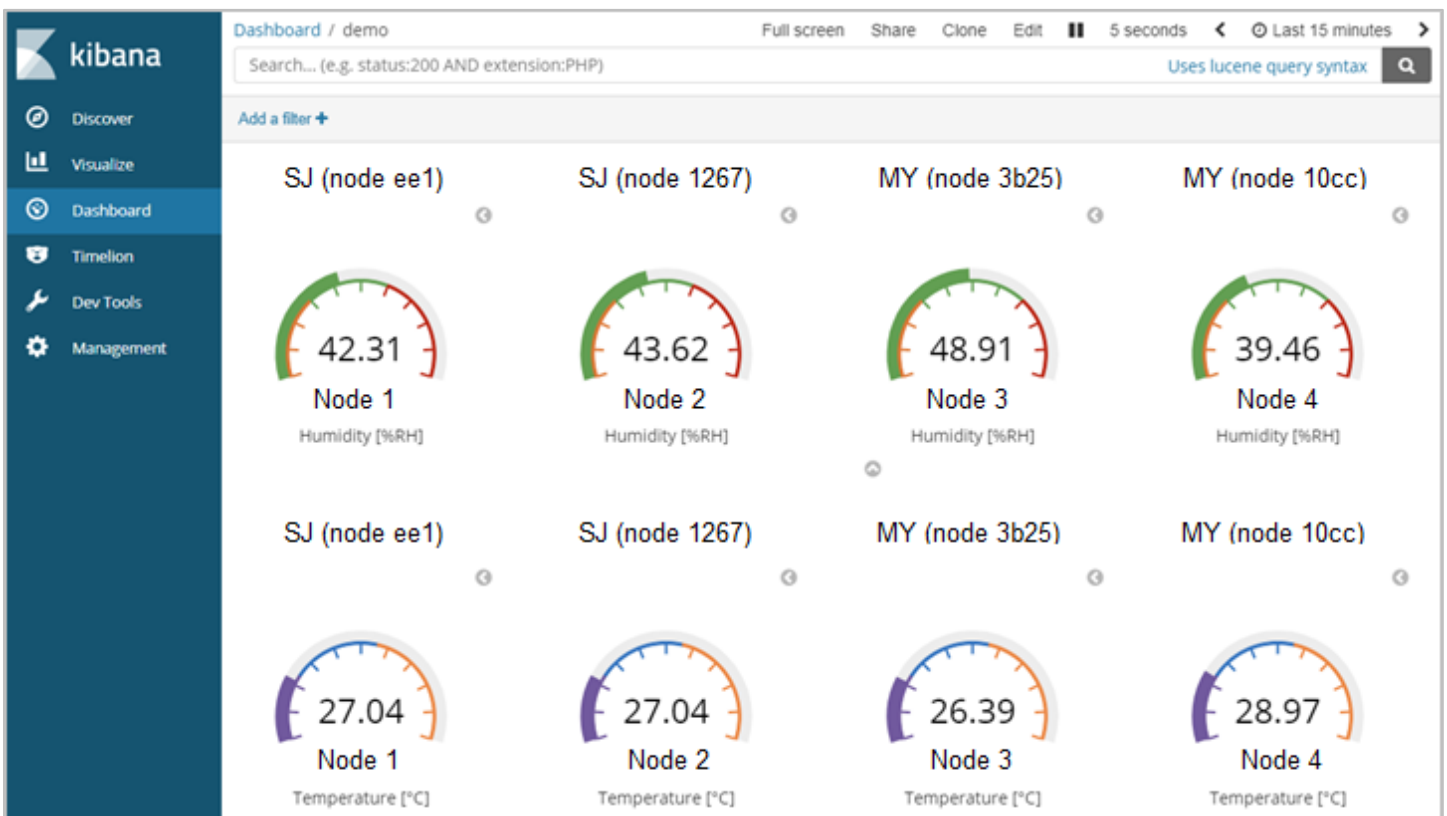 kibana
Discover
Visualize
Dashboard
Timelion
Dev Tools
Management
Dashboard / demo
Full screen Share Clone Edit 5 seconds Last 15 minutes
Search... (e.g. status:200 AND extension:PHP) Uses lucene query syntax
Add a filter +
SJ (node ee1) SJ (node 1267) MY (node 3b25) MY (node 10cc)
42.31 43.62 48.91 39.46
Node 1 Node 2 Node 3 Node 4
Humidity [%RH] Humidity [%RH] Humidity [%RH] Humidity [%RH]
SJ (node ee1) SJ (node 1267) MY (node 3b25) MY (node 10cc)
27.04 27.04 26.39 28.97
Node 1 Node 2 Node 3 Node 4
Temperature [°C] Temperature [°C] Temperature [°C] Temperature [°C]